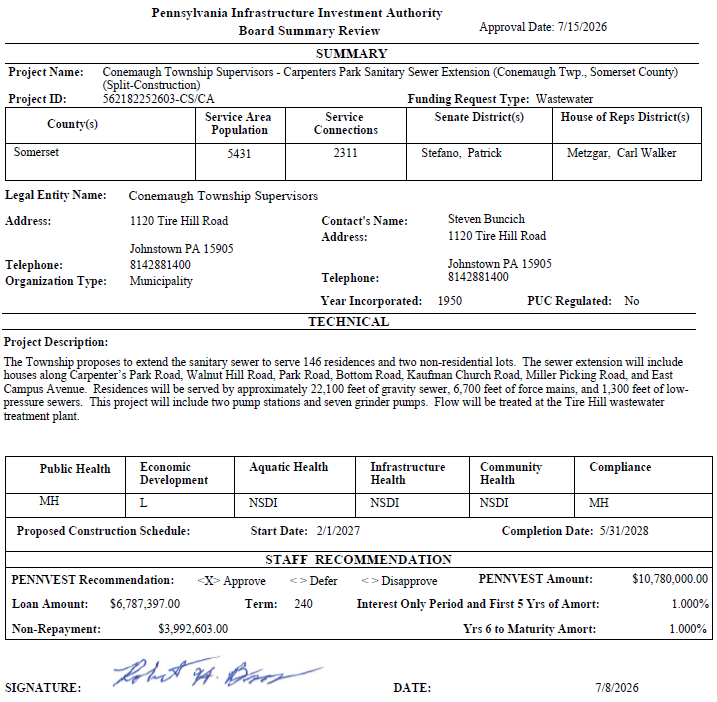 Pennsylvania Infrastructure Investment Authority
Board Summary Review
Approval Date: 7/15/2026
SUMMARY
Project Name: Conemaugh Township Supervisors - Carpenters Park Sanitary Sewer Extension (Conemaugh Twp., Somerset County)
(Split-Construction)
Project ID: 562182252603-CS/CA Funding Request Type: Wastewater
County(s) Service Area Population Service Connections Senate District(s) House of Reps District(s)
Somerset 5431 2311 Stefano, Patrick Metzgar, Carl Walker
Legal Entity Name: Conemaugh Township Supervisors
Address: 1120 Tire Hill Road
Johnstown PA 15905
Telephone: 8142881400
Organization Type: Municipality
Contact's Name: Steven Buncich
Address: 1120 Tire Hill Road
Johnstown PA 15905
Telephone: 8142881400
Year Incorporated: 1950 PUC Regulated: No
TECHNICAL
Project Description:
The Township proposes to extend the sanitary sewer to serve 146 residences and two non-residential lots. The sewer extension will include
houses along Carpenter’s Park Road, Walnut Hill Road, Park Road, Bottom Road, Kaufman Church Road, Miller Picking Road, and East
Campus Avenue. Residences will be served by approximately 22,100 feet of gravity sewer, 6,700 feet of force mains, and 1,300 feet of low-
pressure sewers. This project will include two pump stations and seven grinder pumps. Flow will be treated at the Tire Hill wastewater
treatment plant.
Public Health Economic Development Aquatic Health Infrastructure Health Community Health Compliance
MH L NSDI NSDI NSDI MH
Proposed Construction Schedule: Start Date: 2/1/2027 Completion Date: 5/31/2028
STAFF RECOMMENDATION
PENNVEST Recommendation: <X> Approve < > Defer < > Disapprove PENNVEST Amount: $10,780,000.00
Loan Amount: $6,787,397.00 Term: 240 Interest Only Period and First 5 Yrs of Amort: 1.000%
Non-Repayment: $3,992,603.00 Yrs 6 to Maturity Amort: 1.000%
SIGNATURE: DATE: 7/8/2026